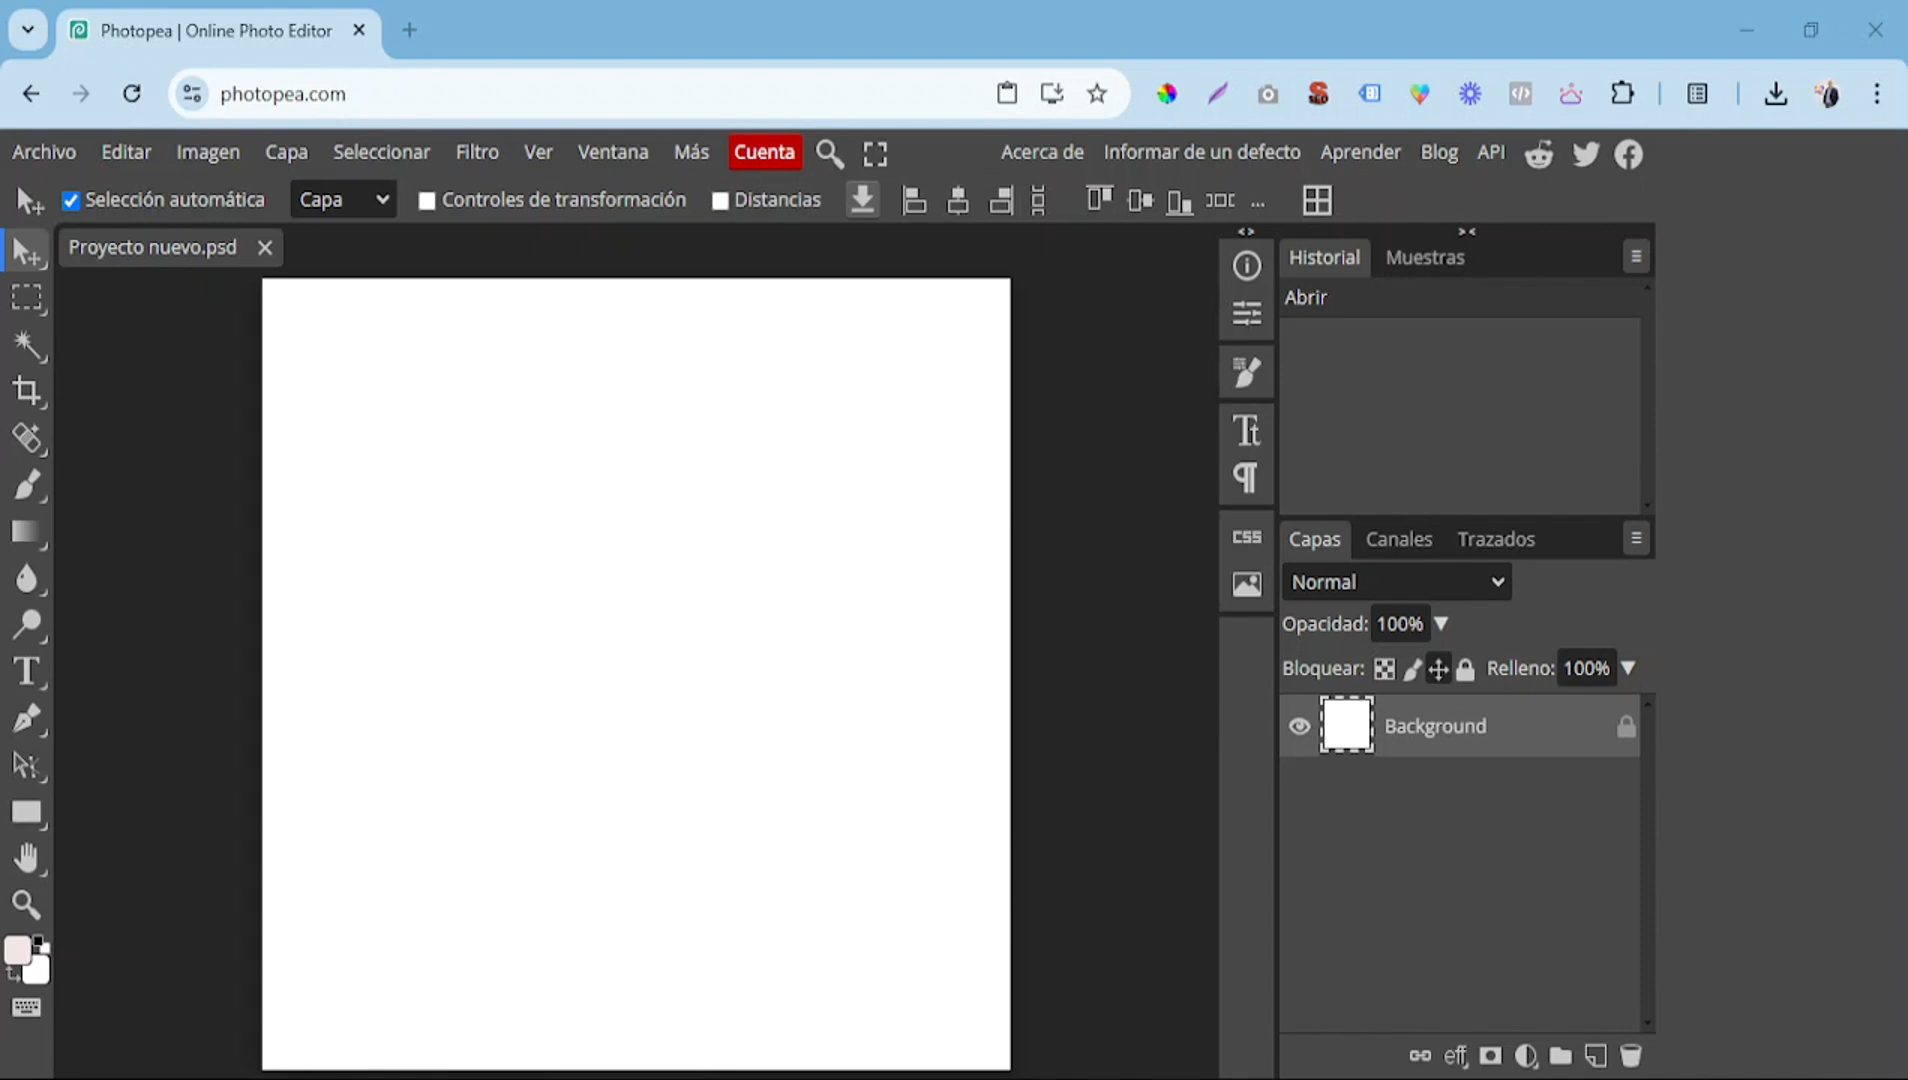 Photopea | Online Photo Editor
photopea.com
SEO
Archivo Editar Imagen Capa Seleccionar Filtro Ver Ventana Más Cuenta Acerca de Informar de un defecto Aprender Blog API
Selección automática Capa Controles de transformación Distancias ...
Proyecto nuevo.psd
Historial Muestras
Abrir
CSS
Capas Canales Trazados
Normal
Opacidad: 100%
Bloquear: Relleno: 100%
Background
eff